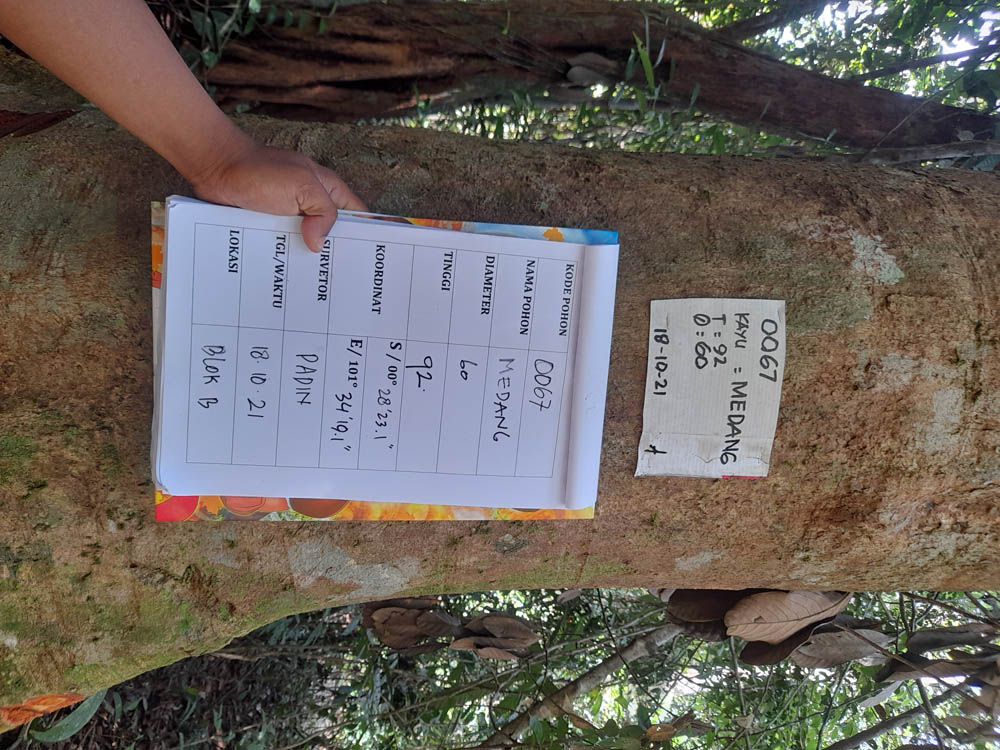 0067
KAYU = MEDANG
T = 92
Ø : 60
18-10-21
KODE POHON 0067
NAMA POHON MEDANG
DIAMETER 60
TINGGI 92.
KOORDINAT S / 00° 28'23.1"
E/ 101° 34'19.1"
SURVETOR PADIN
TGL/WAKTU 18.10.21
LOKASI BLOK B